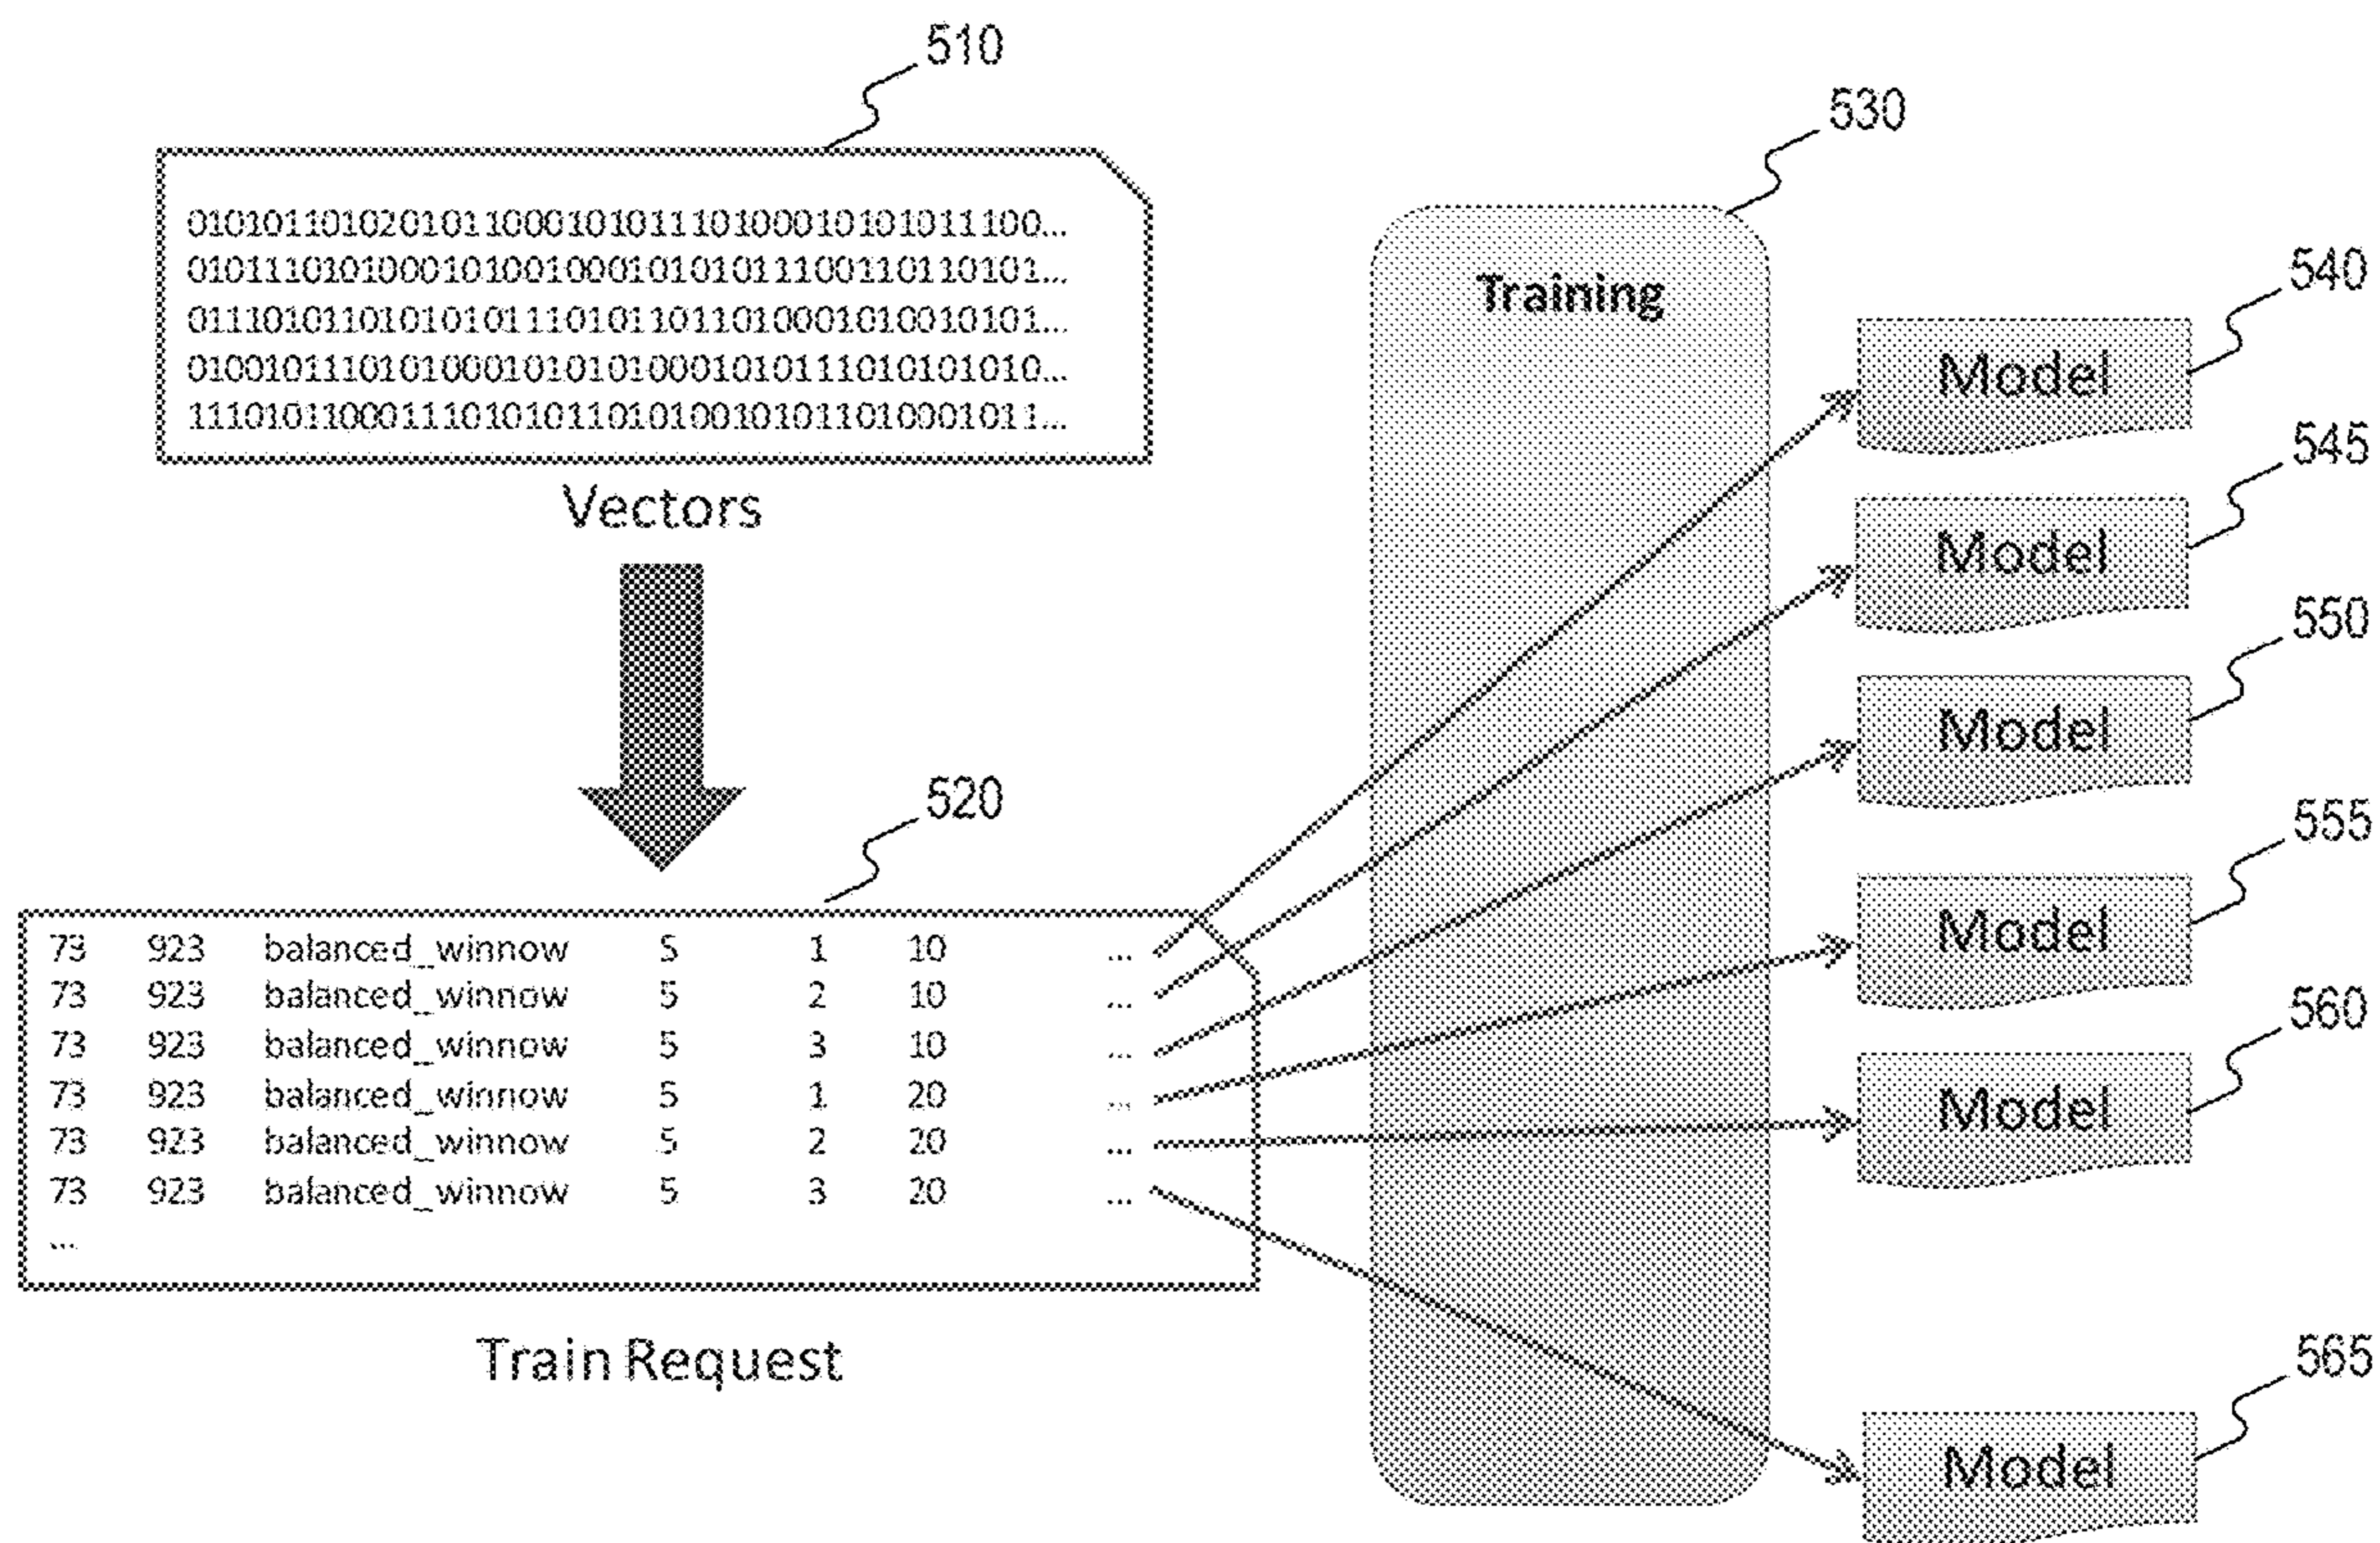 510
010101101020101100010101110100010101011100...
010111010100010100100010101011100110110101...
011101011010101011101011011010001010010101...
010010111010100010101010001010111010101010...
111010110001110101011010100101011010001011...
Vectors
520
73 923 balanced_winnow 5 1 10 ...
73 923 balanced_winnow 5 2 10 ...
73 923 balanced_winnow 5 3 10 ...
73 923 balanced_winnow 5 1 20 ...
73 923 balanced_winnow 5 2 20 ...
73 923 balanced_winnow 5 3 20 ...
...
Train Request
530
Training
540
Model
545
Model
550
Model
555
Model
560
Model
565
Model